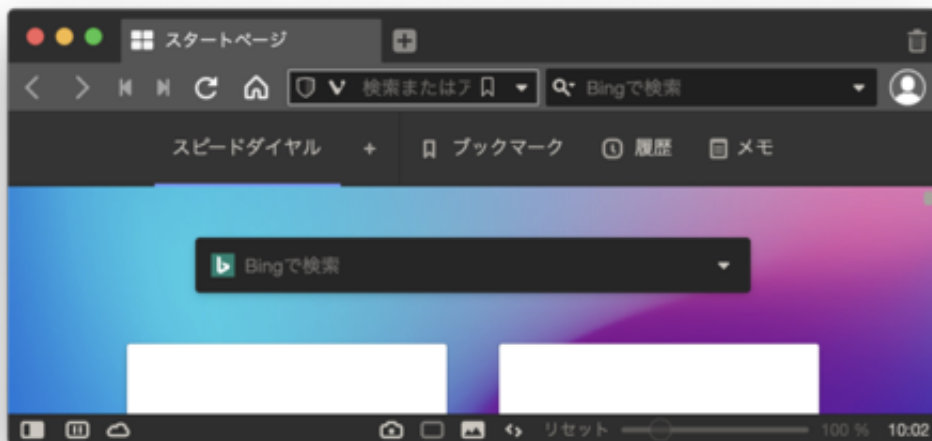 スタートページ
検索またはア Bingで検索
スピードダイヤル + ブックマーク 履歴 メモ
Bingで検索
リセット 100 % 10:02